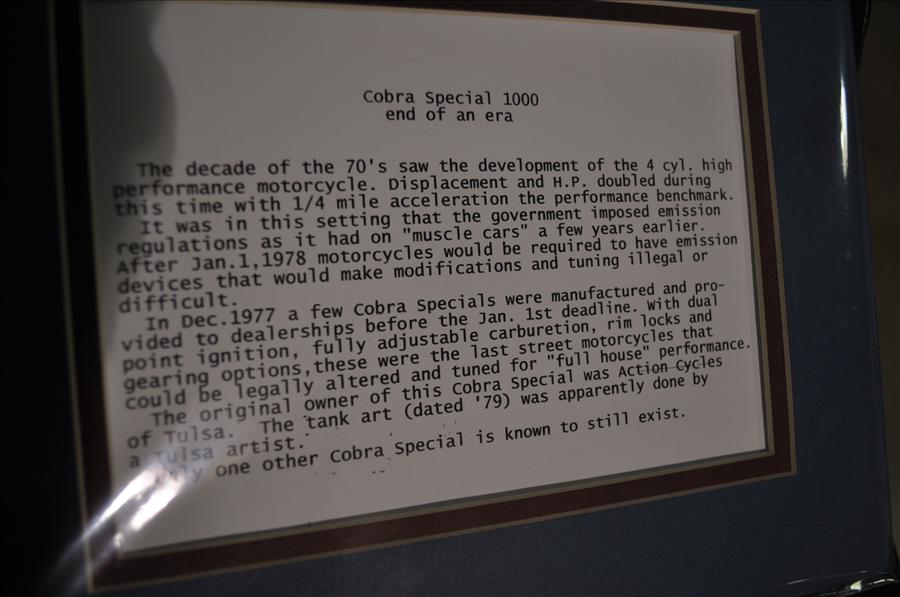 Cobra Special 1000
end of an era
The decade of the 70's saw the development of the 4 cyl. high
performance motorcycle. Displacement and H.P. doubled during
this time with 1/4 mile acceleration the performance benchmark.
It was in this setting that the government imposed emission
regulations as it had on "muscle cars" a few years earlier.
After Jan.1,1978 motorcycles would be required to have emission
devices that would make modifications and tuning illegal or
difficult.
In Dec.1977 a few Cobra Specials were manufactured and pro-
vided to dealerships before the Jan. 1st deadline. With dual
point ignition, fully adjustable carburetion, rim locks and
gearing options,these were the last street motorcycles that
could be legally altered and tuned for "full house" performance.
The original owner of this Cobra Special was Action Cycles
of Tulsa. The tank art (dated '79) was apparently done by
a Tulsa artist.
one other Cobra Special is known to still exist.